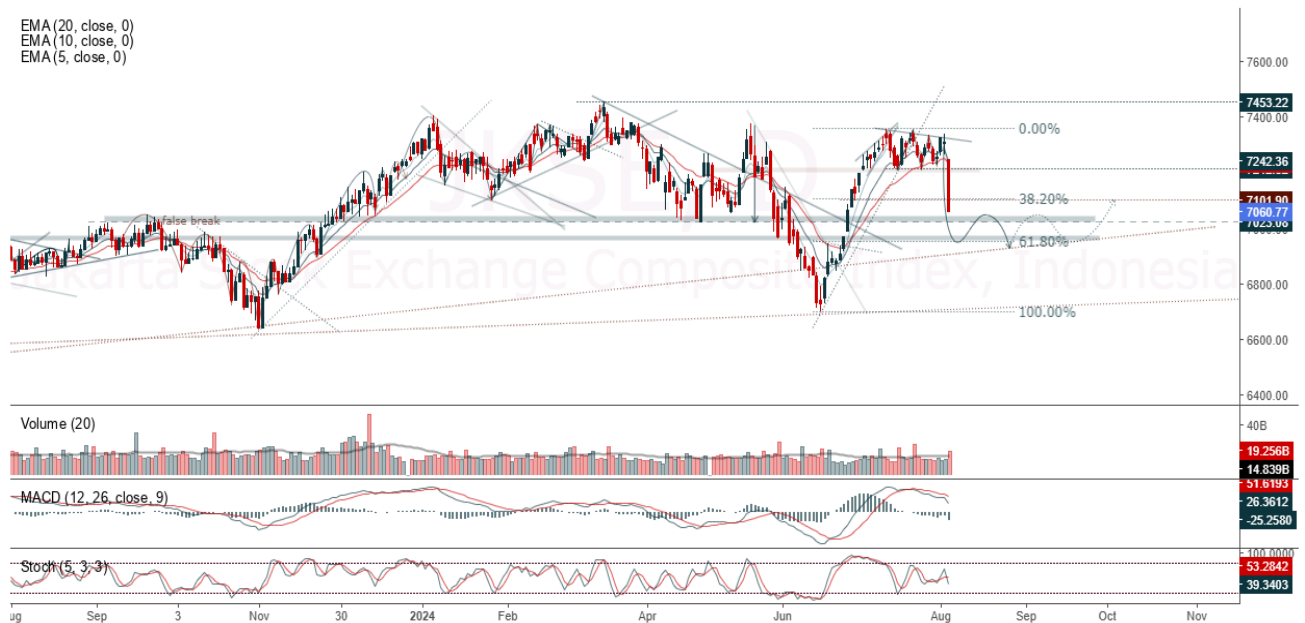 EMA (20, close, 0)
EMA (10, close, 0)
EMA (5, close, 0)
JKSE, D
Jakarta Stock Exchange Composite Index, Indonesia
false break
0.00%
38.20%
61.80%
100.00%
7600.00
7453.22
7400.00
7242.36
7101.90
7060.77
7023.08
6800.00
6600.00
6400.00
Volume (20)
40B
19.256B
14.839B
MACD (12, 26, close, 9)
51.6193
26.3612
-25.2580
Stoch (5, 3, 3)
100.0000
53.2842
39.3403
ug Sep 3 Nov 30 2024 Feb Apr Jun Aug Sep Oct Nov